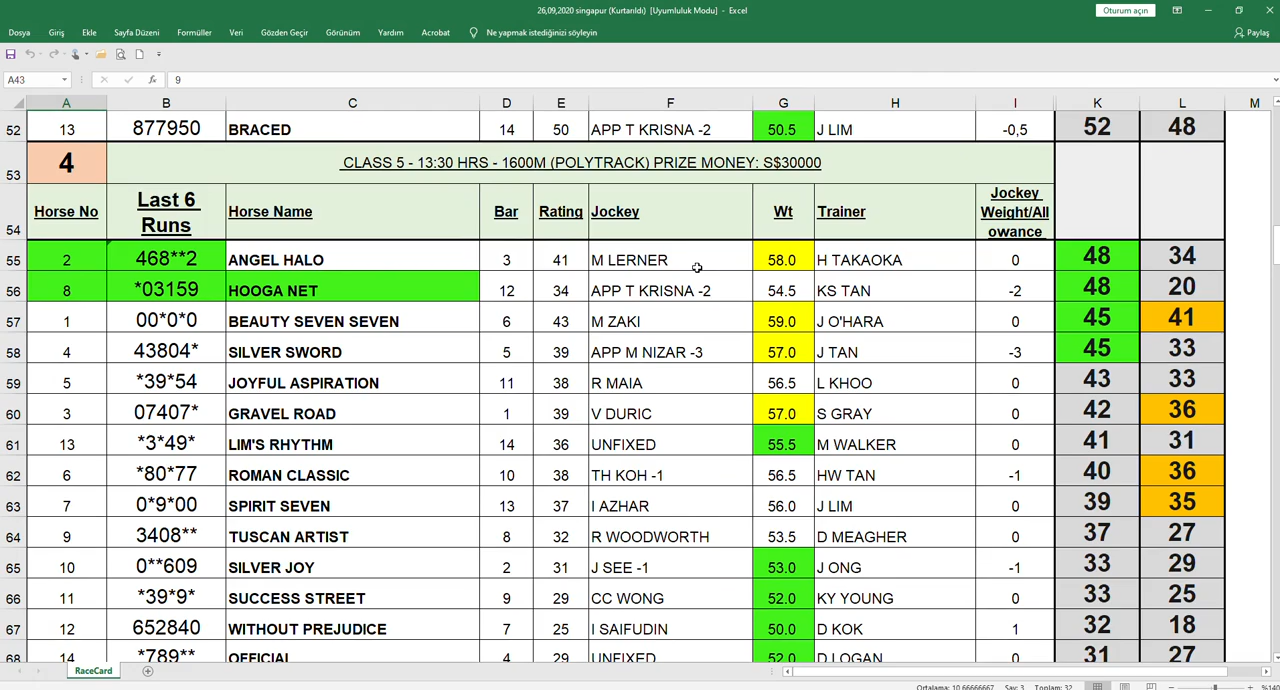 26,09,2020 singapur (Kurtarıldı) [Uyumluluk Modu] - Excel
Oturum açın
Dosya Giriş Ekle Sayfa Düzeni Formüller Veri Gözden Geçir Görünüm Yardım Acrobat Ne yapmak istediğinizi söyleyin Paylaş
A43 fx 9
A B C D E F G H I K L M
52 13 877950 BRACED 14 50 APP T KRISNA -2 50.5 J LIM -0,5 52 48
53 4 CLASS 5 - 13:30 HRS - 1600M (POLYTRACK) PRIZE MONEY: S$30000
54 Horse No Last 6 Runs Horse Name Bar Rating Jockey Wt Trainer Jockey Weight/Allowance
55 2 468**2 ANGEL HALO 3 41 M LERNER 58.0 H TAKAOKA 0 48 34
56 8 *03159 HOOGA NET 12 34 APP T KRISNA -2 54.5 KS TAN -2 48 20
57 1 00*0*0 BEAUTY SEVEN SEVEN 6 43 M ZAKI 59.0 J O'HARA 0 45 41
58 4 43804* SILVER SWORD 5 39 APP M NIZAR -3 57.0 J TAN -3 45 33
59 5 *39*54 JOYFUL ASPIRATION 11 38 R MAIA 56.5 L KHOO 0 43 33
60 3 07407* GRAVEL ROAD 1 39 V DURIC 57.0 S GRAY 0 42 36
61 13 *3*49* LIM'S RHYTHM 14 36 UNFIXED 55.5 M WALKER 0 41 31
62 6 *80*77 ROMAN CLASSIC 10 38 TH KOH -1 56.5 HW TAN -1 40 36
63 7 0*9*00 SPIRIT SEVEN 13 37 I AZHAR 56.0 J LIM 0 39 35
64 9 3408** TUSCAN ARTIST 8 32 R WOODWORTH 53.5 D MEAGHER 0 37 27
65 10 0**609 SILVER JOY 2 31 J SEE -1 53.0 J ONG -1 33 29
66 11 *39*9* SUCCESS STREET 9 29 CC WONG 52.0 KY YOUNG 0 33 25
67 12 652840 WITHOUT PREJUDICE 7 25 I SAIFUDIN 50.0 D KOK 1 32 18
68 14 *789** OFFICIAL 4 29 UNFIXED 52.0 D LOGAN 0 31 27
RaceCard
Ortalama: 10,66666667 Say: 3 Toplam: 32 %140